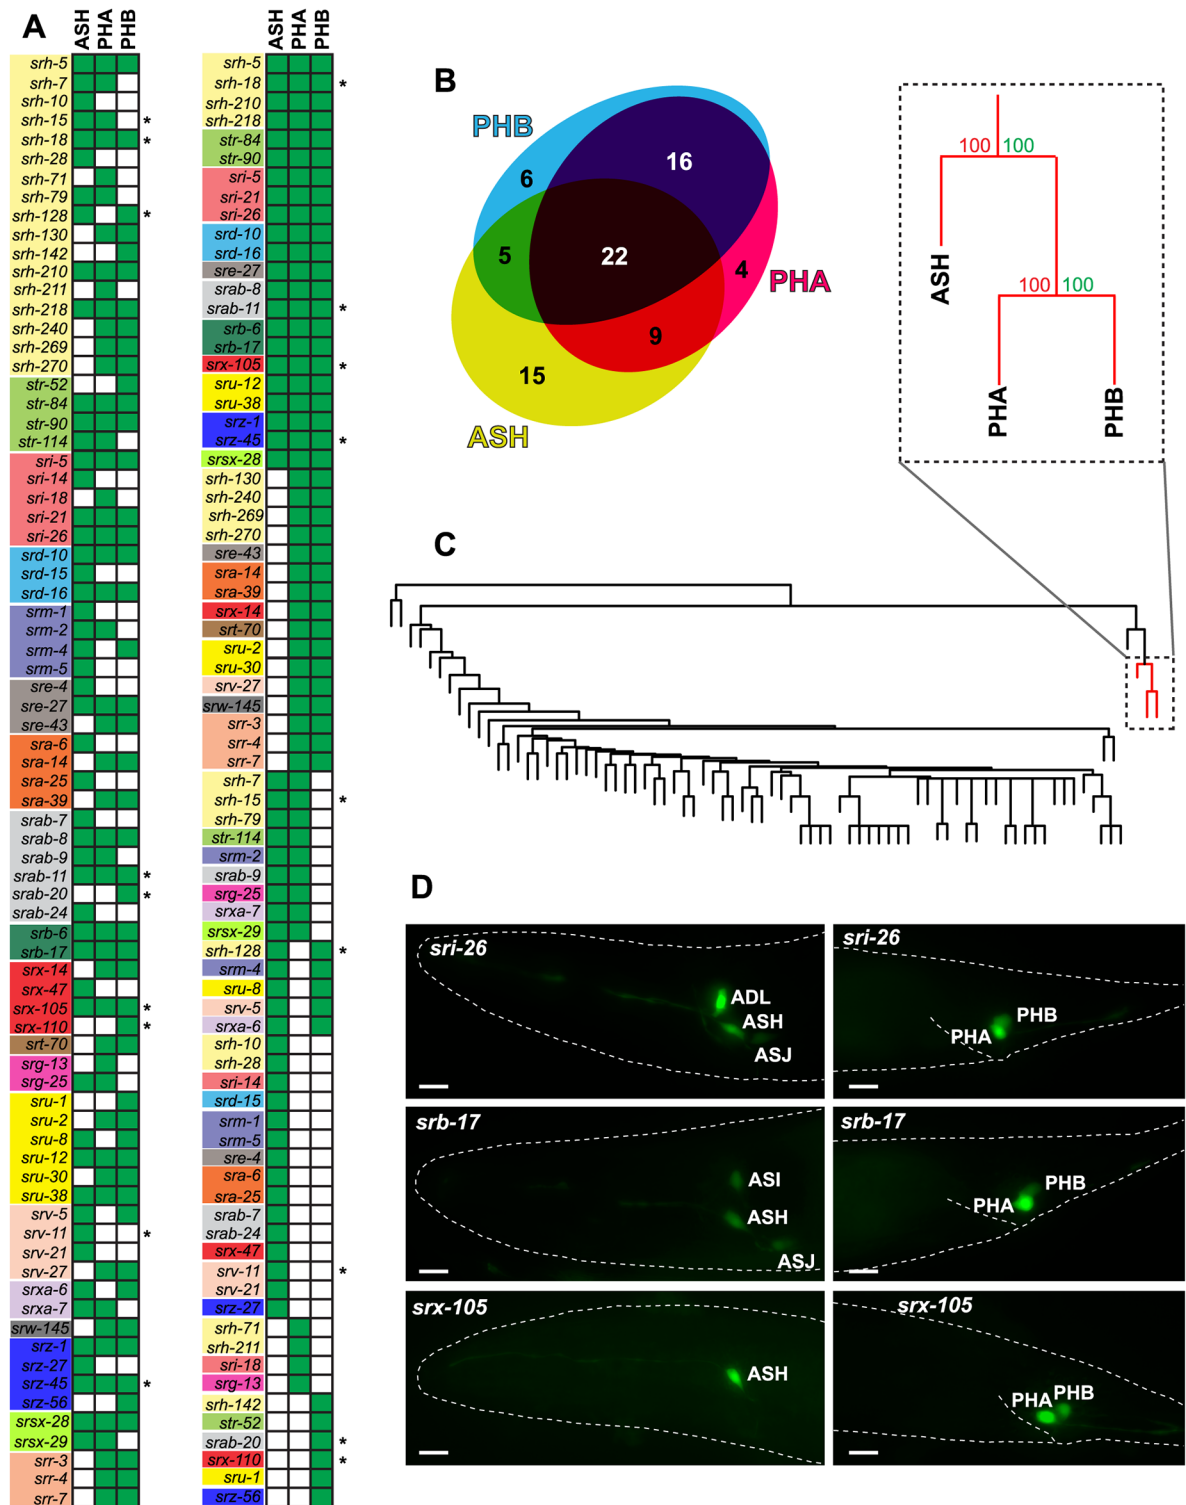 A
ASH PHA PHB
srh-5
srh-7
srh-10
srh-15 *
srh-18 *
srh-28
srh-71
srh-79
srh-128 *
srh-130
srh-142
srh-210
srh-211
srh-218
srh-240
srh-269
srh-270
str-52
str-84
str-90
str-114
sri-5
sri-14
sri-18
sri-21
sri-26
srd-10
srd-15
srd-16
srm-1
srm-2
srm-4
srm-5
sre-4
sre-27
sre-43
sra-6
sra-14
sra-25
sra-39
srab-7
srab-8
srab-9
srab-11 *
srab-20 *
srab-24
srb-6
srb-17
srx-14
srx-47
srx-105 *
srx-110 *
srt-70
srg-13
srg-25
sru-1
sru-2
sru-8
sru-12
sru-30
sru-38
srv-5
srv-11 *
srv-21
srv-27
srxa-6
srxa-7
srw-145
srz-1
srz-27
srz-45 *
srz-56
srsx-28
srsx-29
srr-3
srr-4
srr-7
ASH PHA PHB
srh-5
srh-18 *
srh-210
srh-218
str-84
str-90
sri-5
sri-21
sri-26
srd-10
srd-16
sre-27
srab-8
srab-11 *
srb-6
srb-17
srx-105 *
sru-12
sru-38
srz-1
srz-45 *
srsx-28
srh-130
srh-240
srh-269
srh-270
sre-43
sra-14
sra-39
srx-14
srt-70
sru-2
sru-30
srv-27
srw-145
srr-3
srr-4
srr-7
srh-7
srh-15 *
srh-79
str-114
srm-2
srab-9
srg-25
srxa-7
srsx-29
srh-128 *
srm-4
sru-8
srv-5
srxa-6
srh-10
srh-28
sri-14
srd-15
srm-1
srm-5
sre-4
sra-6
sra-25
srab-7
srab-24
srx-47
srv-11 *
srv-21
srz-27
srh-71
srh-211
sri-18
srg-13
srh-142
str-52
srab-20 *
srx-110 *
sru-1
srz-56
B
PHB
16
6
5
22
4
PHA
9
15
ASH
100 100
ASH
100 100
PHA
PHB
C
D
sri-26
ADL
ASH
ASJ
sri-26
PHB
PHA
srb-17
ASI
ASH
ASJ
srb-17
PHB
PHA
srx-105
ASH
srx-105
PHA PHB